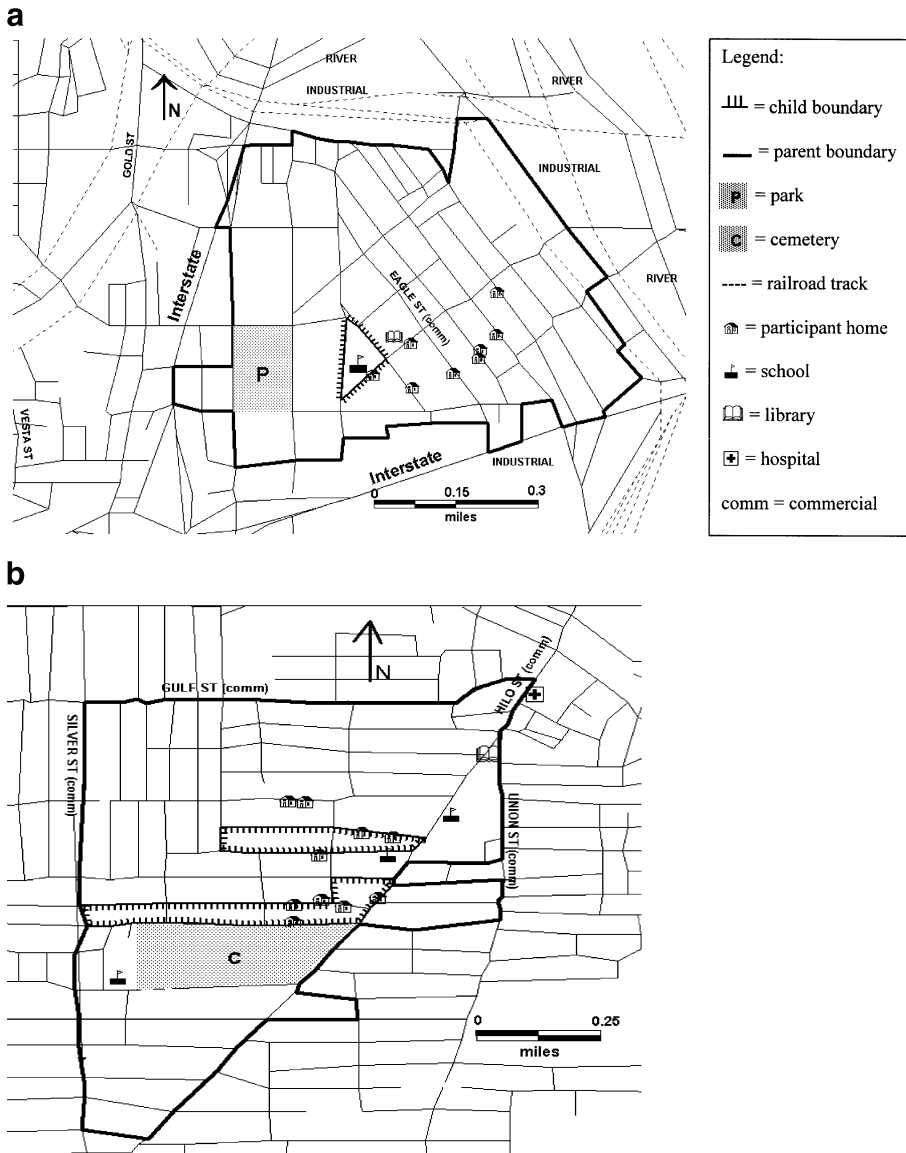 a
RIVER
INDUSTRIAL
RIVER
N
GOLD ST
INDUSTRIAL
RIVER
Interstate
EAGLE ST (comm)
P
VESTA ST
Interstate
INDUSTRIAL
0 0.15 0.3
miles
Legend:
= child boundary
= parent boundary
P = park
C = cemetery
= railroad track
= participant home
= school
= library
= hospital
comm = commercial
b
N
GULF ST (comm)
HILO ST (comm)
SILVER ST (comm)
UNION ST (comm)
C
0 0.25
miles